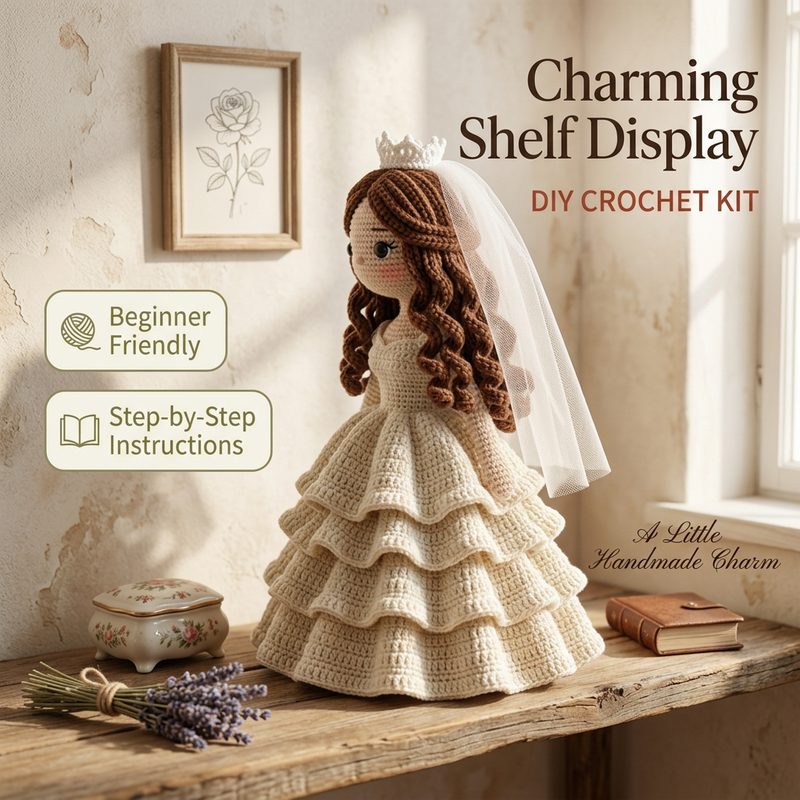 Charming
Shelf Display
DIY CROCHET KIT
Beginner
Friendly
Step-by-Step
Instructions
A Little
Handmade Charm